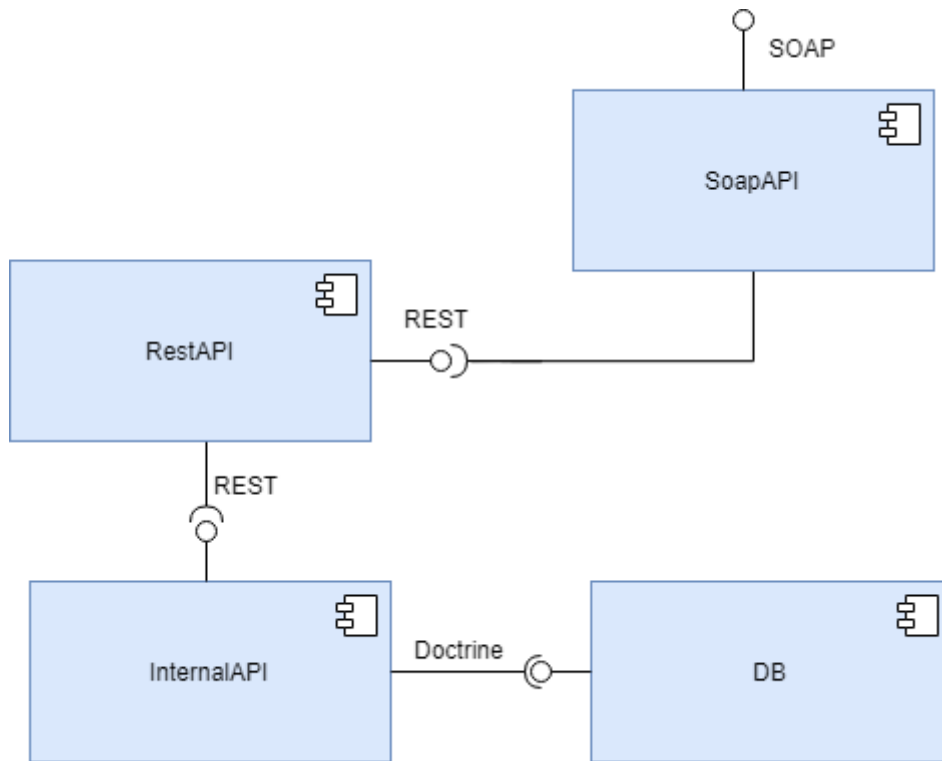 SOAP
SoapAPI
RestAPI
REST
REST
InternalAPI
Doctrine
DB